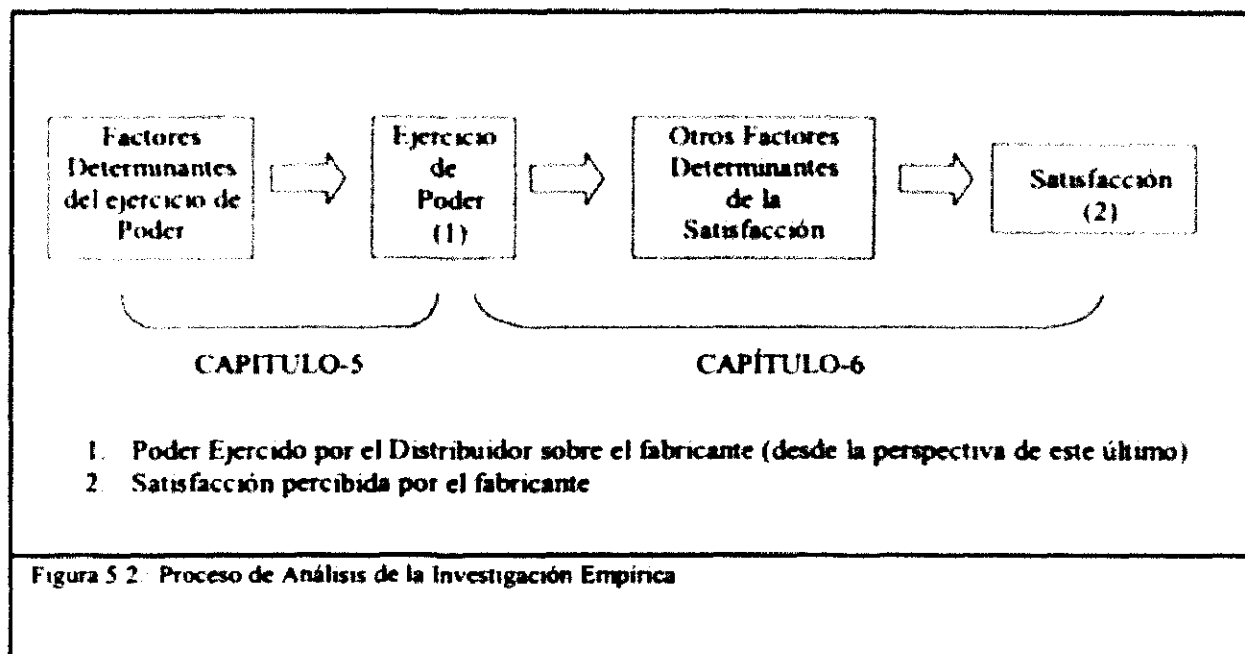 Factores
Determinantes
del ejercicio de
Poder
Ejercicio
de
Poder
(1)
Otros Factores
Determinantes
de la
Satisfacción
Satisfacción
(2)
CAPITULO-5
CAPÍTULO-6
1. Poder Ejercido por el Distribuidor sobre el fabricante (desde la perspectiva de este último)
2. Satisfacción percibida por el fabricante
Figura 5.2. Proceso de Análisis de la Investigación Empírica